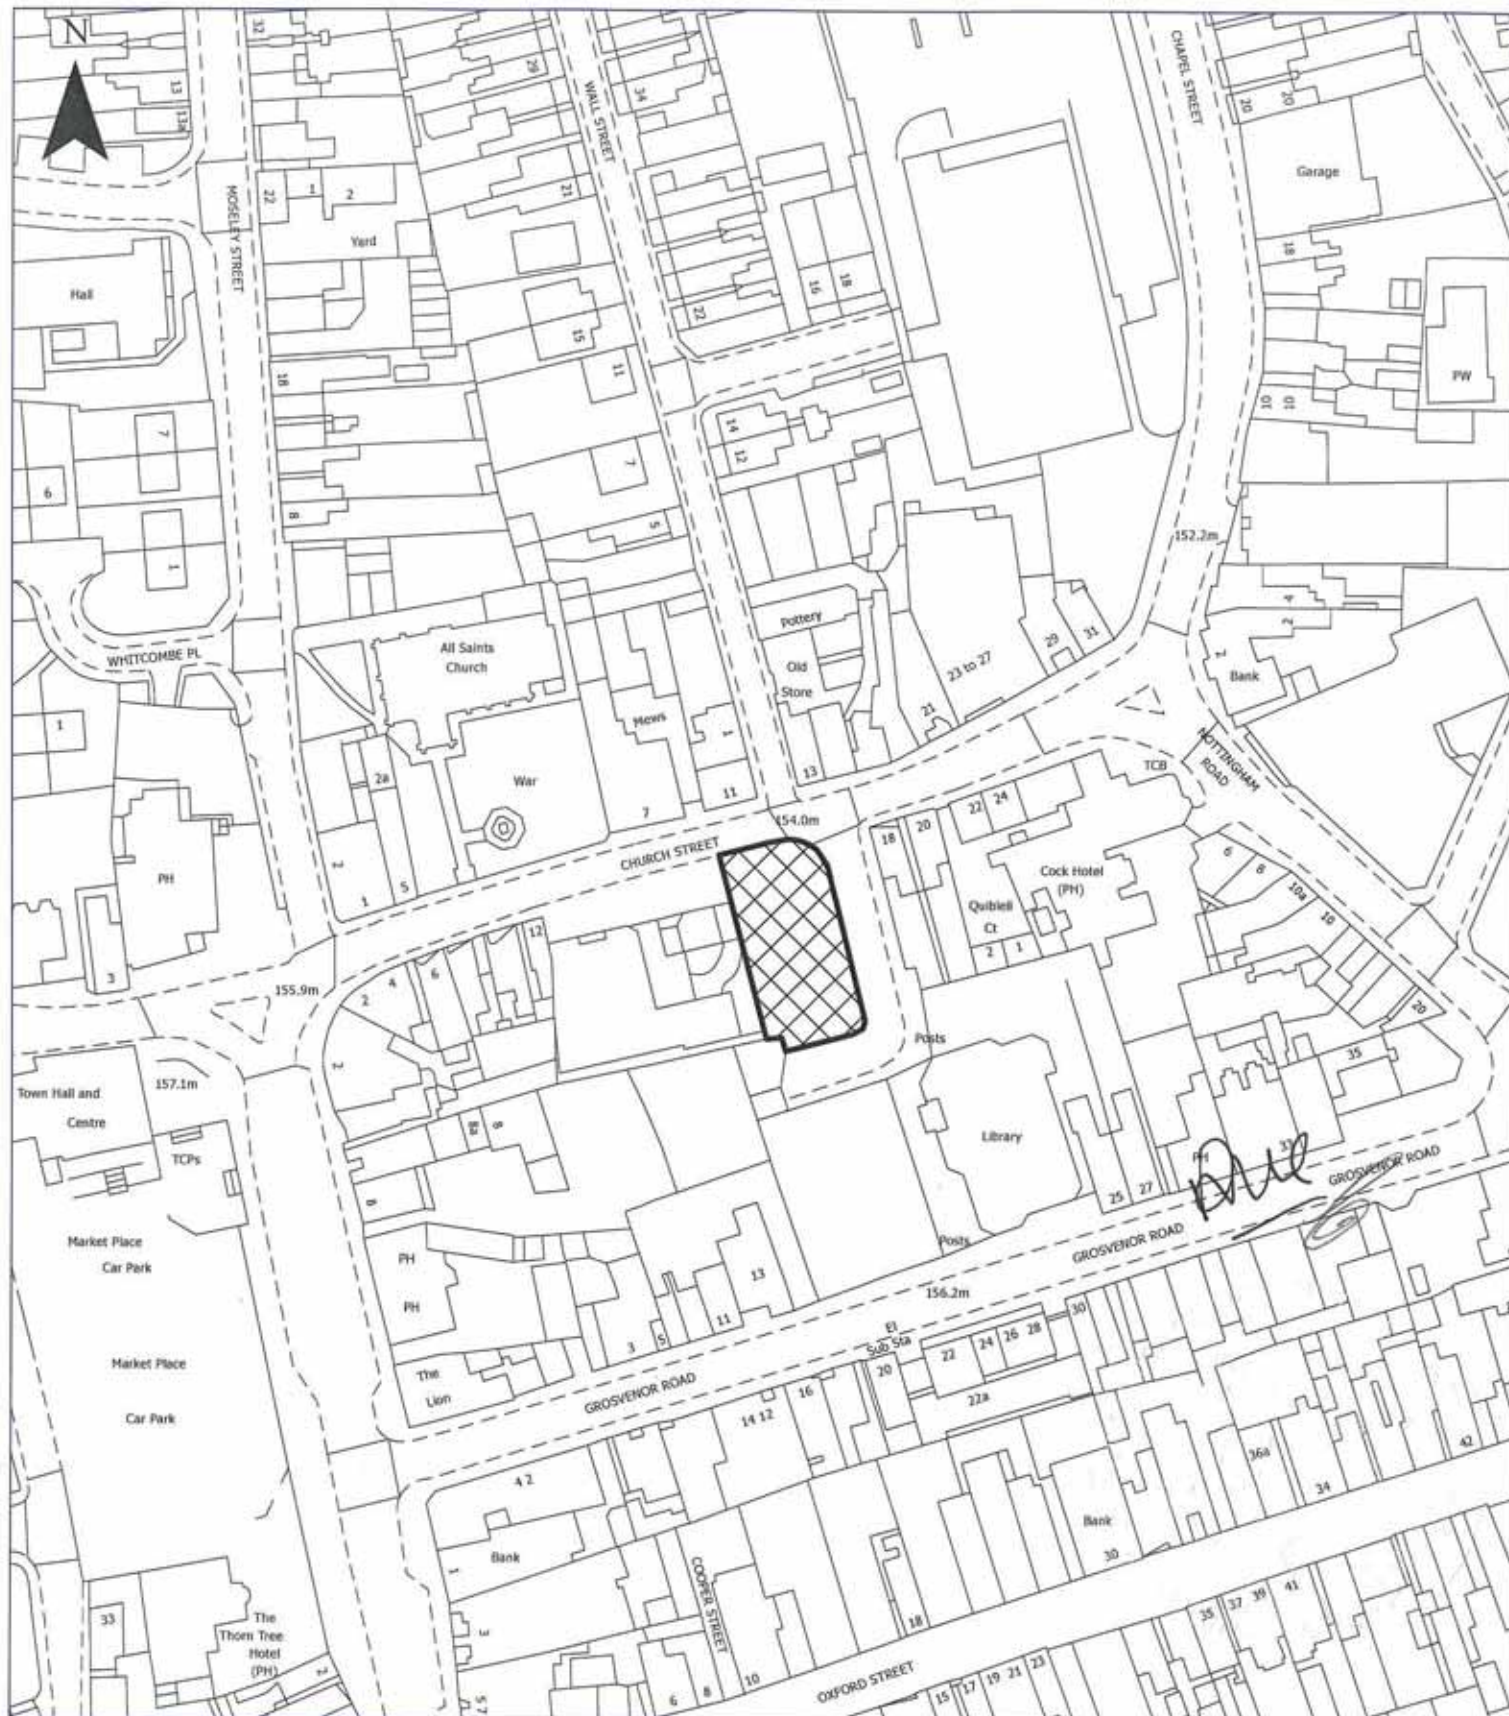 N
32
29
34
13
13a
CHAPEL STREET
20
20
WALL STREET
Garage
22
1
2
21
MOSELEY STREET
Yard
18
Hall
16
18
22
15
11
18
PW
10
10
14
12
7
7
6
8
5
152.2m
1
Pottery
4
2
All Saints
Church
WHITCOMBE PL
Old
Store
23 to 27
29
31
2
Bank
21
1
Mews
1
NOTTINGHAM
ROAD
TCB
2a
War
13
11
7
22
24
154.0m
18
20
CHURCH STREET
2
PH
5
1
6
8
10a
10
Cock Hotel
(PH)
Quiblell
Ct
12
2
1
3
6
4
2
155.9m
20
Posts
2
35
157.1m
Town Hall and
Centre
8a
8
TCPs
Library
33
PH
GROSVENOR ROAD
25
27
8
Market Place
Car Park
Posts
GROSVENOR ROAD
PH
13
PH
156.2m
11
30
El
Sub Sta
3
5
22
24
26
28
Market Place
The
Lion
20
16
22a
GROSVENOR ROAD
Car Park
14 12
42
36a
4 2
34
Bank
Bank
30
1
COOPER STREET
41
39
37
35
33
The
Thorn Tree
Hotel
(PH)
18
3
2
OXFORD STREET
23
21
19
17
15
10
8
6
5 7